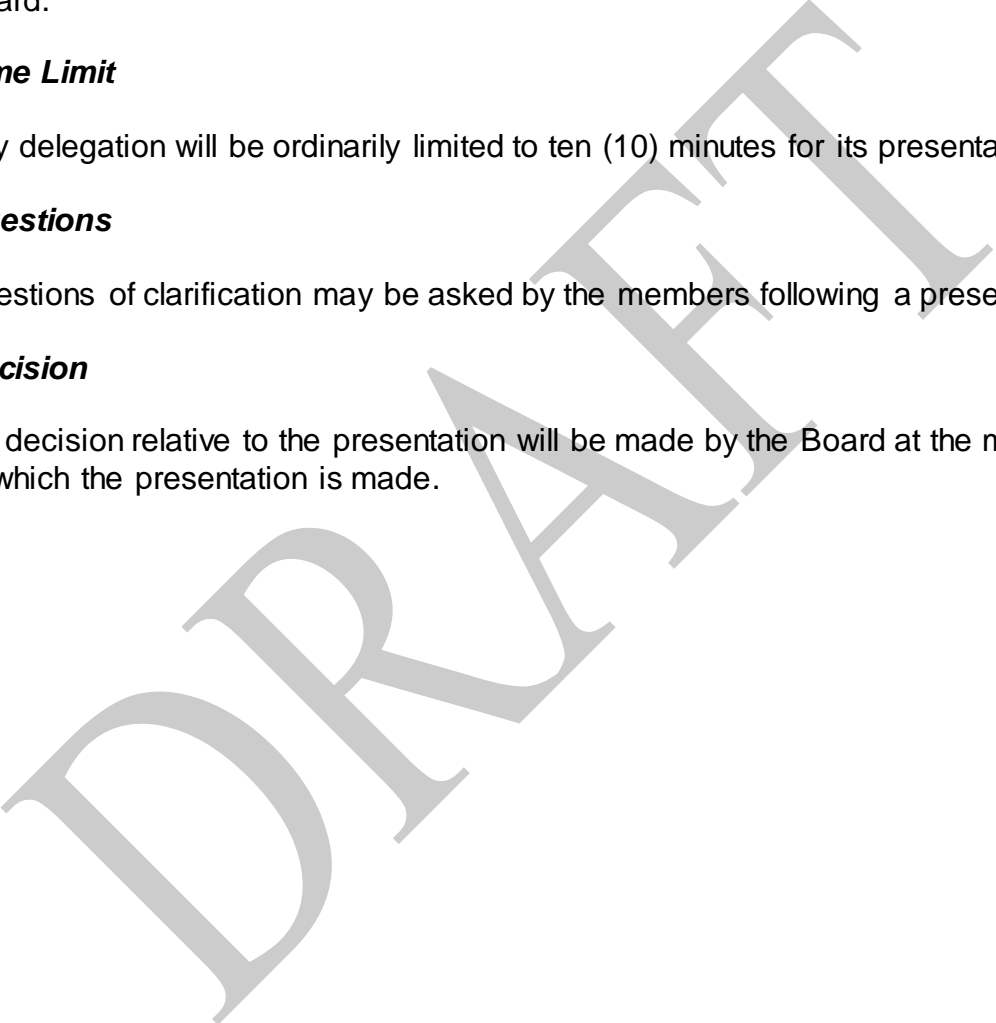 ard.
me Limit
y delegation will be ordinarily limited to ten (10) minutes for its presenta
estions
estions of clarification may be asked by the members following a prese
cision
decision relative to the presentation will be made by the Board at the m
which the presentation is made.
DRAFT